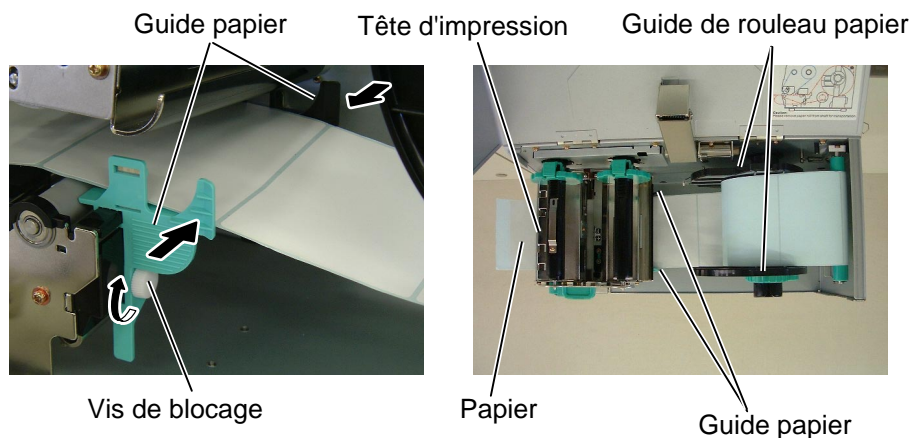 Guide papier
Tête d'impression
Guide de rouleau papier
Vis de blocage
Papier
Guide papier